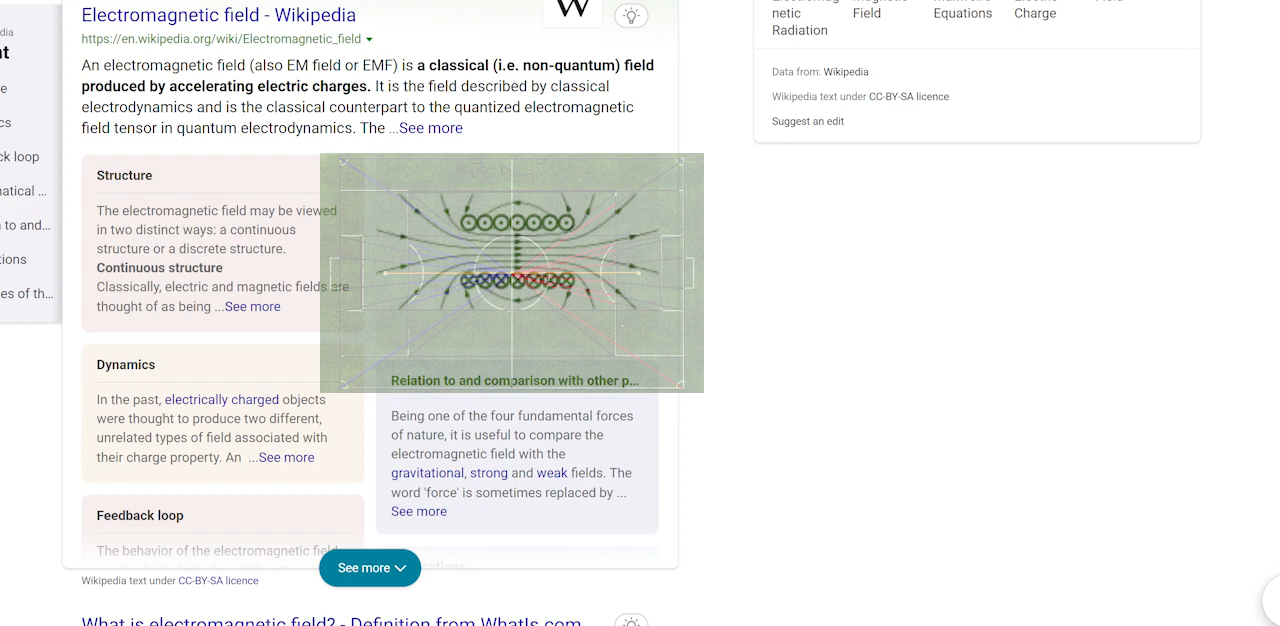 Electromagnetic field - Wikipedia
W
https://en.wikipedia.org/wiki/Electromagnetic_field
An electromagnetic field (also EM field or EMF) is a classical (i.e. non-quantum) field
produced by accelerating electric charges. It is the field described by classical
electrodynamics and is the classical counterpart to the quantized electromagnetic
field tensor in quantum electrodynamics. The ...See more
Structure
The electromagnetic field may be viewed
in two distinct ways: a continuous
structure or a discrete structure.
Continuous structure
Classically, electric and magnetic fields are
thought of as being ...See more
Dynamics
In the past, electrically charged objects
were thought to produce two different,
unrelated types of field associated with
their charge property. An ...See more
Feedback loop
The behavior of the electromagnetic field
Relation to and comparison with other p...
Being one of the four fundamental forces
of nature, it is useful to compare the
electromagnetic field with the
gravitational, strong and weak fields. The
word 'force' is sometimes replaced by ...
See more
See more
Wikipedia text under CC-BY-SA licence
What is electromagnetic field? - Definition from WhatIs.com
dia
t
e
cs
ck loop
natical ...
to and...
ions
es of th...
netic
Radiation
Field
Equations
Charge
Data from: Wikipedia
Wikipedia text under CC-BY-SA licence
Suggest an edit